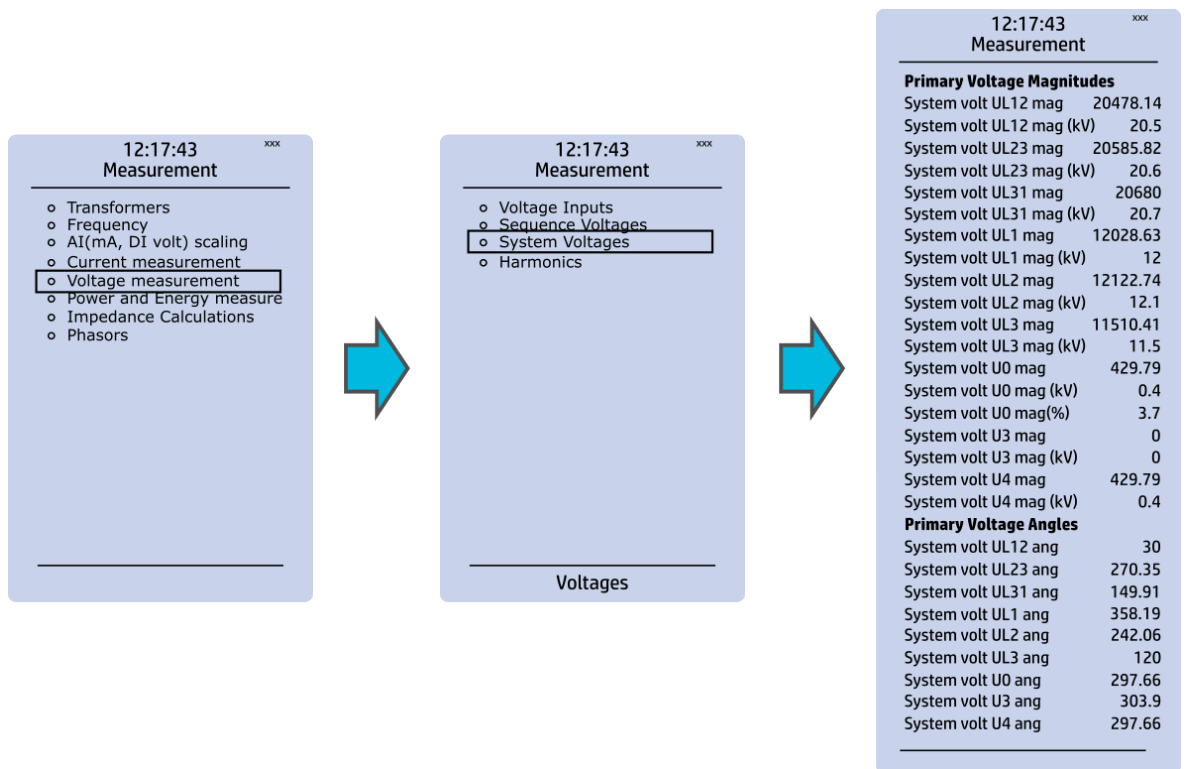 12:17:43 xxx
Measurement
Transformers
Frequency
AI(mA, DI volt) scaling
Current measurement
Voltage measurement
Power and Energy measure
Impedance Calculations
Phasors
12:17:43 xxx
Measurement
Voltage Inputs
Sequence Voltages
System Voltages
Harmonics
Voltages
12:17:43 xxx
Measurement
Primary Voltage Magnitudes
System volt UL12 mag 20478.14
System volt UL12 mag (kV) 20.5
System volt UL23 mag 20585.82
System volt UL23 mag (kV) 20.6
System volt UL31 mag 20680
System volt UL31 mag (kV) 20.7
System volt UL1 mag 12028.63
System volt UL1 mag (kV) 12
System volt UL2 mag 12122.74
System volt UL2 mag (kV) 12.1
System volt UL3 mag 11510.41
System volt UL3 mag (kV) 11.5
System volt U0 mag 429.79
System volt U0 mag (kV) 0.4
System volt U0 mag(%) 3.7
System volt U3 mag 0
System volt U3 mag (kV) 0
System volt U4 mag 429.79
System volt U4 mag (kV) 0.4
Primary Voltage Angles
System volt UL12 ang 30
System volt UL23 ang 270.35
System volt UL31 ang 149.91
System volt UL1 ang 358.19
System volt UL2 ang 242.06
System volt UL3 ang 120
System volt U0 ang 297.66
System volt U3 ang 303.9
System volt U4 ang 297.66